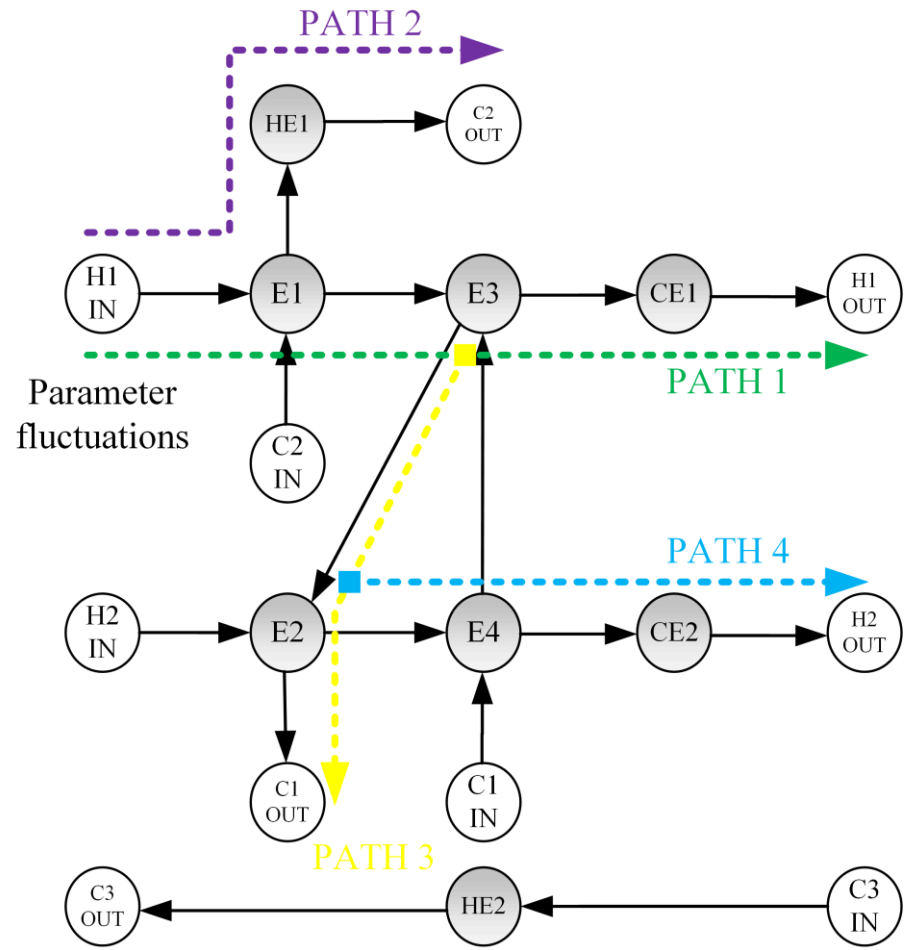 PATH 2
HE1
C2
OUT
H1
IN
E1
E3
CE1
H1
OUT
PATH 1
Parameter
fluctuations
C2
IN
PATH 4
H2
IN
E2
E4
CE2
H2
OUT
C1
OUT
C1
IN
PATH 3
C3
OUT
HE2
C3
IN